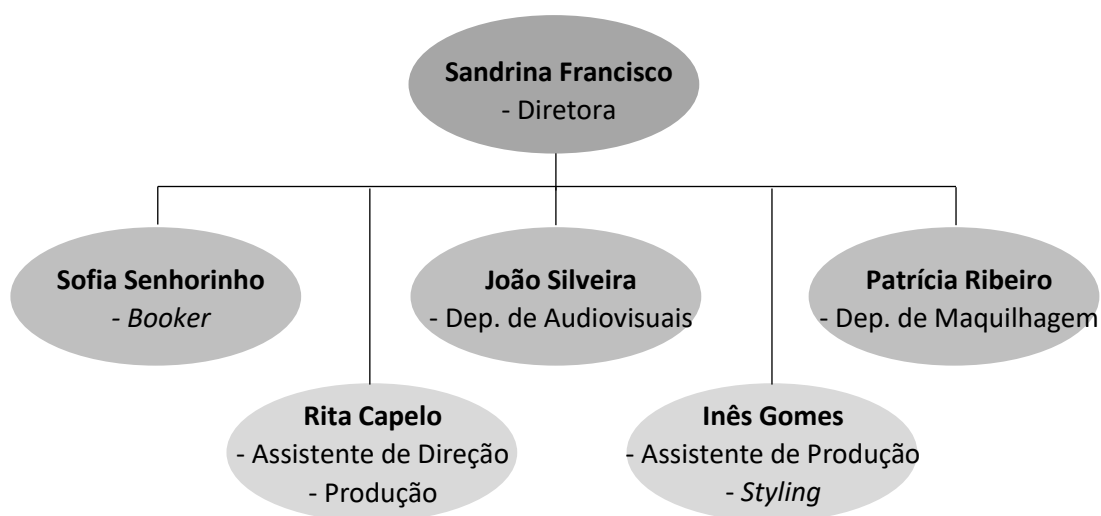 Sandrina Francisco
- Diretora
Sofia Senhorinho
- Booker
João Silveira
- Dep. de Audiovisuais
Patrícia Ribeiro
- Dep. de Maquilhagem
Rita Capelo
- Assistente de Direção
- Produção
Inês Gomes
- Assistente de Produção
- Styling